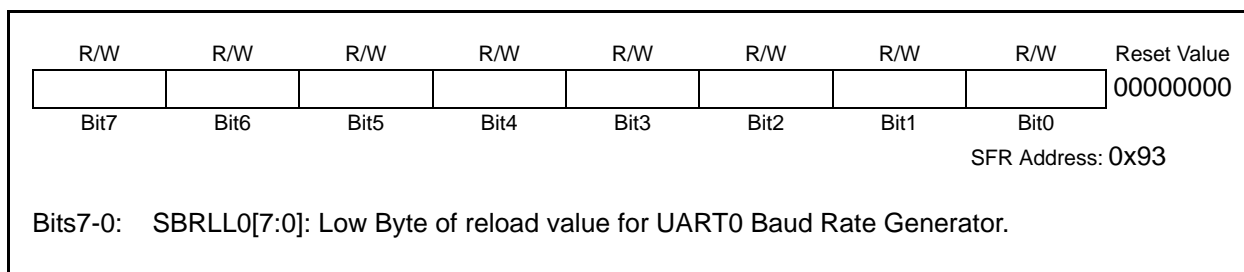 R/W R/W R/W R/W R/W R/W R/W R/W Reset Value
00000000
Bit7 Bit6 Bit5 Bit4 Bit3 Bit2 Bit1 Bit0
SFR Address: 0x93
Bits7-0: SBRLL0[7:0]: Low Byte of reload value for UART0 Baud Rate Generator.